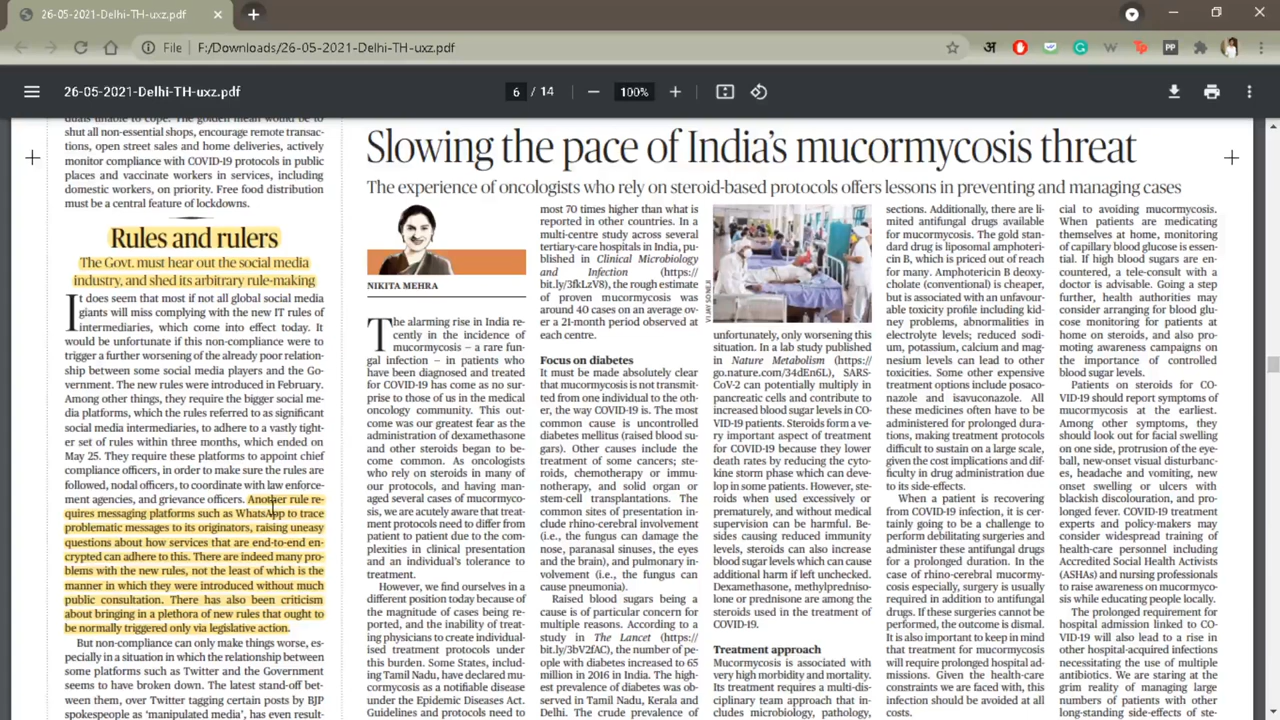 26-05-2021-Delhi-TH-uxz.pdf
File
F:/Downloads/26-05-2021-Delhi-TH-uxz.pdf
26-05-2021-Delhi-TH-uxz.pdf
6 / 14
100%
shut all non-essential shops, encourage remote transac-
tions, open street sales and home deliveries, actively
monitor compliance with COVID-19 protocols in public
places and vaccinate workers in services, including
domestic workers, on priority. Free food distribution
must be a central feature of lockdowns.
Rules and rulers
The Govt. must hear out the social media
industry, and shed its arbitrary rule-making
It does seem that most if not all global social media
giants will miss complying with the new IT rules of
intermediaries, which come into effect today. It
would be unfortunate if this non-compliance were to
trigger a further worsening of the already poor relation-
ship between some social media players and the Go-
vernment. The new rules were introduced in February.
Among other things, they require the bigger social me-
dia platforms, which the rules referred to as significant
social media intermediaries, to adhere to a vastly tight-
er set of rules within three months, which ended on
May 25. They require these platforms to appoint chief
compliance officers, in order to make sure the rules are
followed, nodal officers, to coordinate with law enforce-
ment agencies, and grievance officers. Another rule re-
quires messaging platforms such as WhatsApp to trace
problematic messages to its originators, raising uneasy
questions about how services that are end-to-end en-
crypted can adhere to this. There are indeed many pro-
blems with the new rules, not the least of which is the
manner in which they were introduced without much
public consultation. There has also been criticism
about bringing in a plethora of new rules that ought to
be normally triggered only via legislative action.
But non-compliance can only make things worse, es-
pecially in a situation in which the relationship between
some platforms such as Twitter and the Government
seems to have broken down. The latest stand-off bet-
ween them, over Twitter tagging certain posts by BJP
spokespeople as ‘manipulated media’, has even result-
Slowing the pace of India’s mucormycosis threat
The experience of oncologists who rely on steroid-based protocols offers lessons in preventing and managing cases
NIKITA MEHRA
The alarming rise in India re-
cently in the incidence of
mucormycosis – a rare fun-
gal infection – in patients who
have been diagnosed and treated
for COVID-19 has come as no sur-
prise to those of us in the medical
oncology community. This out-
come was our greatest fear as the
administration of dexamethasone
and other steroids began to be-
come common. As oncologists
who rely on steroids in many of
our protocols, and having man-
aged several cases of mucormyco-
sis, we are acutely aware that treat-
ment protocols need to differ from
patient to patient due to the com-
plexities in clinical presentation
and an individual’s tolerance to
treatment.
However, we find ourselves in a
different position today because of
the magnitude of cases being re-
ported, and the inability of treat-
ing physicians to create individual-
ised treatment protocols under
this burden. Some States, includ-
ing Tamil Nadu, have declared mu-
cormycosis as a notifiable disease
under the Epidemic Diseases Act.
Guidelines and protocols need to
most 70 times higher than what is
reported in other countries. In a
multi-centre study across several
tertiary-care hospitals in India, pu-
blished in Clinical Microbiology
and Infection (https://
bit.ly/3fkLzV8), the rough estimate
of proven mucormycosis was
around 40 cases on an average ov-
er a 21-month period observed at
each centre.
Focus on diabetes
It must be made absolutely clear
that mucormycosis is not transmit-
ted from one individual to the oth-
er, the way COVID-19 is. The most
common cause is uncontrolled
diabetes mellitus (raised blood su-
gars). Other causes include the
treatment of some cancers; ste-
roids, chemotherapy or immu-
notherapy, and solid organ or
stem-cell transplantations. The
common sites of presentation in-
clude rhino-cerebral involvement
(i.e., the fungus can damage the
nose, paranasal sinuses, the eyes
and the brain), and pulmonary in-
volvement (i.e., the fungus can
cause pneumonia).
Raised blood sugars being a
cause is of particular concern for
multiple reasons. According to a
study in The Lancet (https://
bit.ly/3bV2fAC), the number of pe-
ople with diabetes increased to 65
million in 2016 in India. The high-
est prevalence of diabetes was ob-
served in Tamil Nadu, Kerala and
Delhi. The crude prevalence of
VIJAY SONEJI
unfortunately, only worsening this
situation. In a lab study published
in Nature Metabolism (https://
go.nature.com/34dEn6L), SARS-
CoV-2 can potentially multiply in
pancreatic cells and contribute to
increased blood sugar levels in CO-
VID-19 patients. Steroids form a ve-
ry important aspect of treatment
for COVID-19 because they lower
death rates by reducing the cyto-
kine storm phase which can deve-
lop in some patients. However, ste-
roids when used excessively or
prematurely, and without medical
supervision can be harmful. Be-
sides causing reduced immunity
levels, steroids can also increase
blood sugar levels which can cause
additional harm if left unchecked.
Dexamethasone, methylpredniso-
lone or prednisone are among the
steroids used in the treatment of
COVID-19.
Treatment approach
Mucormycosis is associated with
very high morbidity and mortality.
Its treatment requires a multi-dis-
ciplinary team approach that in-
cludes microbiology, pathology,
sections. Additionally, there are li-
mited antifungal drugs available
for mucormycosis. The gold stan-
dard drug is liposomal amphoteri-
cin B, which is priced out of reach
for many. Amphotericin B deoxy-
cholate (conventional) is cheaper,
but is associated with an unfavour-
able toxicity profile including kid-
ney problems, abnormalities in
electrolyte levels; reduced sodi-
um, potassium, calcium and mag-
nesium levels can lead to other
toxicities. Some other expensive
treatment options include posaco-
nazole and isavuconazole. All
these medicines often have to be
administered for prolonged dura-
tions, making treatment protocols
difficult to sustain on a large scale,
given the cost implications and dif-
ficulty in drug administration due
to its side-effects.
When a patient is recovering
from COVID-19 infection, it is cer-
tainly going to be a challenge to
perform debilitating surgeries and
administer these antifungal drugs
for a prolonged duration. In the
case of rhino-cerebral mucormy-
cosis especially, surgery is usually
required in addition to antifungal
drugs. If these surgeries cannot be
performed, the outcome is dismal.
It is also important to keep in mind
that treatment for mucormycosis
will require prolonged hospital ad-
missions. Given the health-care
constraints we are faced with, this
infection should be avoided at all
costs.
cial to avoiding mucormycosis.
When patients are medicating
themselves at home, monitoring
of capillary blood glucose is essen-
tial. If high blood sugars are en-
countered, a tele-consult with a
doctor is advisable. Going a step
further, health authorities may
consider arranging for blood glu-
cose monitoring for patients at
home on steroids, and also pro-
moting awareness campaigns on
the importance of controlled
blood sugar levels.
Patients on steroids for CO-
VID-19 should report symptoms of
mucormycosis at the earliest.
Among other symptoms, they
should look out for facial swelling
on one side, protrusion of the eye-
ball, new-onset visual disturbanc-
es, headache and vomiting, new
onset swelling or ulcers with
blackish discolouration, and pro-
longed fever. COVID-19 treatment
experts and policy-makers may
consider widespread training of
health-care personnel including
Accredited Social Health Activists
(ASHAs) and nursing professionals
to raise awareness on mucormyco-
sis while educating people locally.
The prolonged requirement for
hospital admission linked to CO-
VID-19 will also lead to a rise in
other hospital-acquired infections
necessitating the use of multiple
antibiotics. We are staring at the
grim reality of managing large
numbers of patients with other
long-standing side-effects of ste-